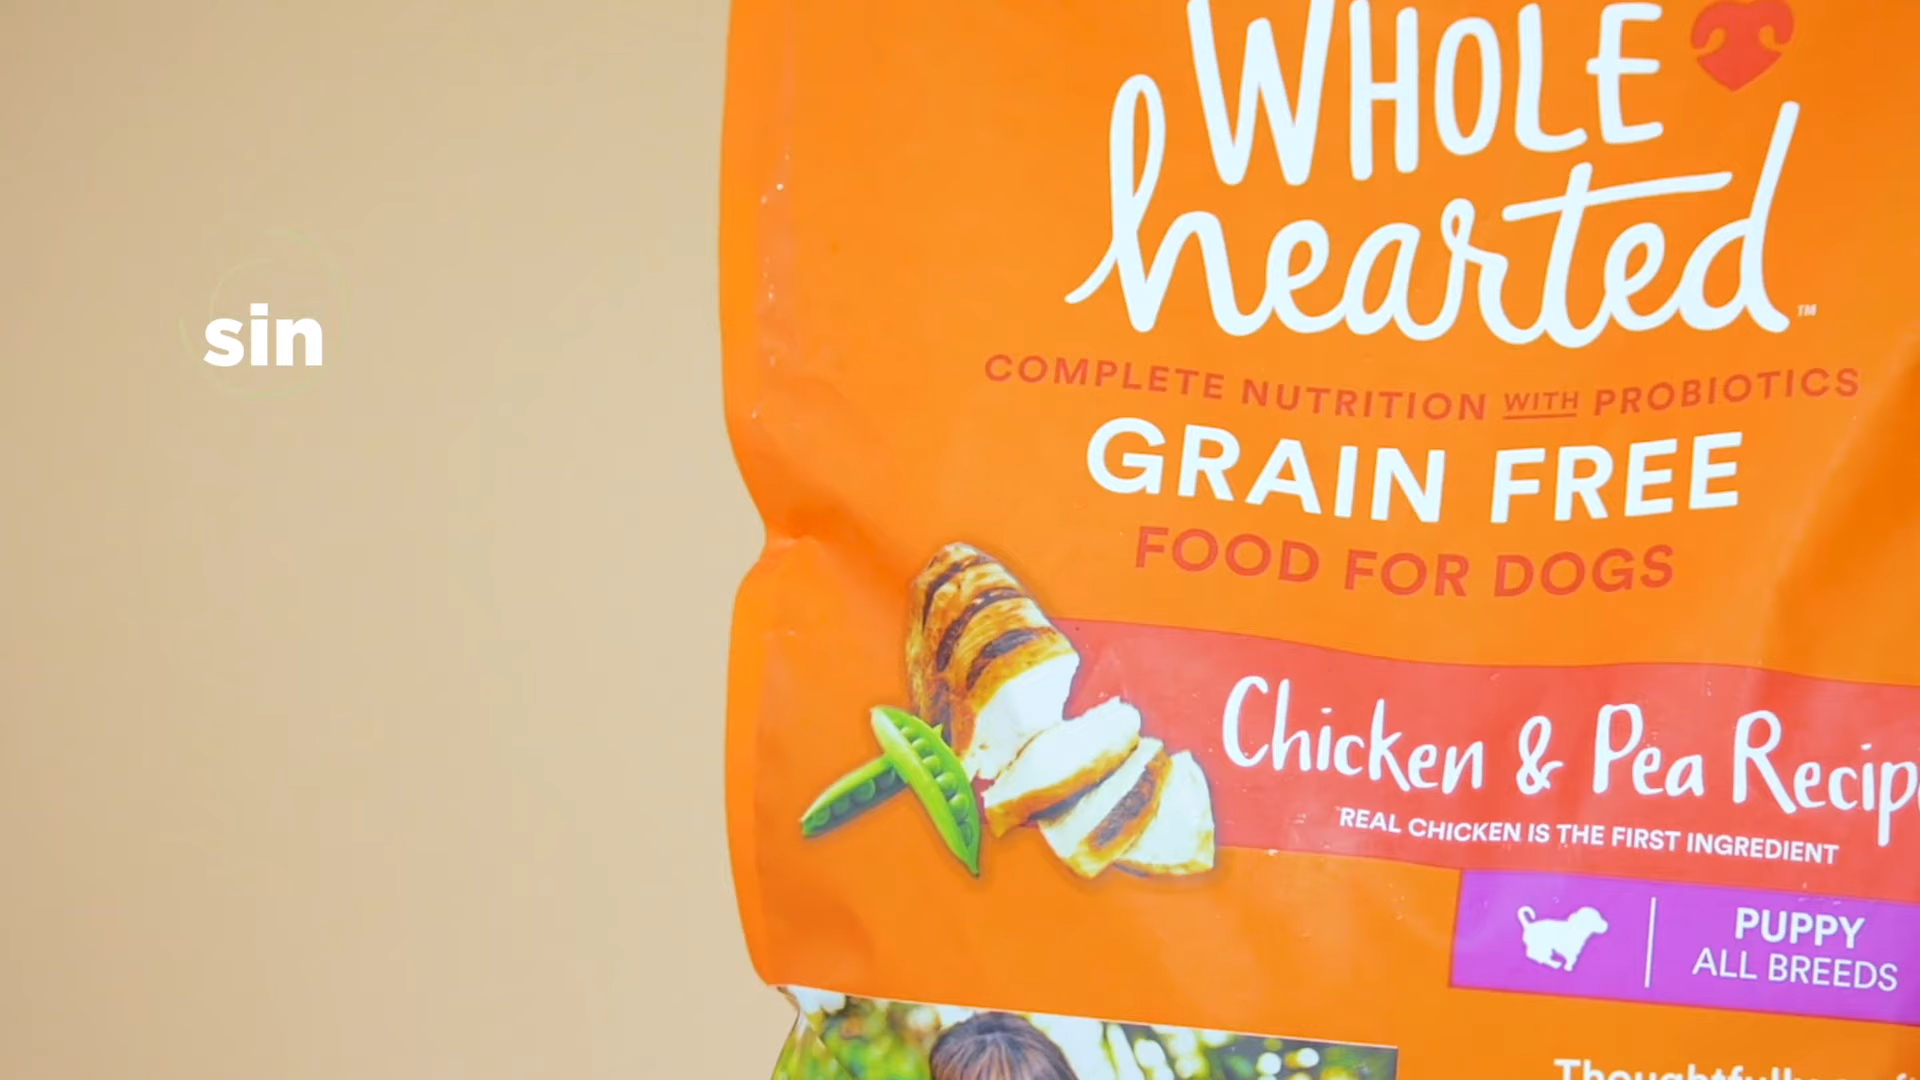 sin
WHOLE
hearted™
COMPLETE NUTRITION WITH PROBIOTICS
GRAIN FREE
FOOD FOR DOGS
Chicken & Pea Recip
REAL CHICKEN IS THE FIRST INGREDIENT
PUPPY
ALL BREEDS